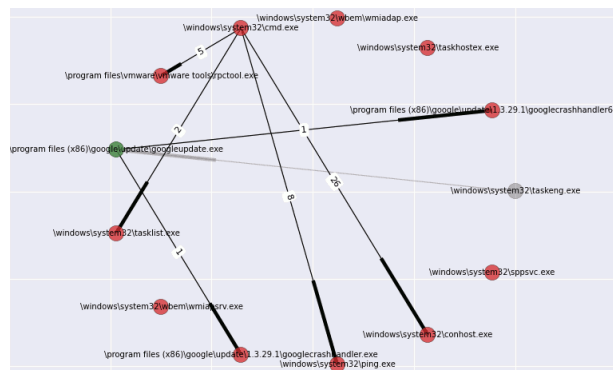 \windows\system32\wbem\wmiadap.exe
\windows\system32\cmd.exe
\windows\system32\taskhostex.exe
5
\program files\vmware\vmware tools\rpctool.exe
\program files (x86)\google\update\1.3.29.1\googlecrashhandler6
2
1
\program files (x86)\google\update\googleupdate.exe
26
\windows\system32\taskeng.exe
8
\windows\system32\tasklist.exe
1
\windows\system32\sppsvc.exe
\windows\system32\wbem\wmiapsrv.exe
\windows\system32\conhost.exe
\program files (x86)\google\update\1.3.29.1\googlecrashhandler.exe
\windows\system32\ping.exe